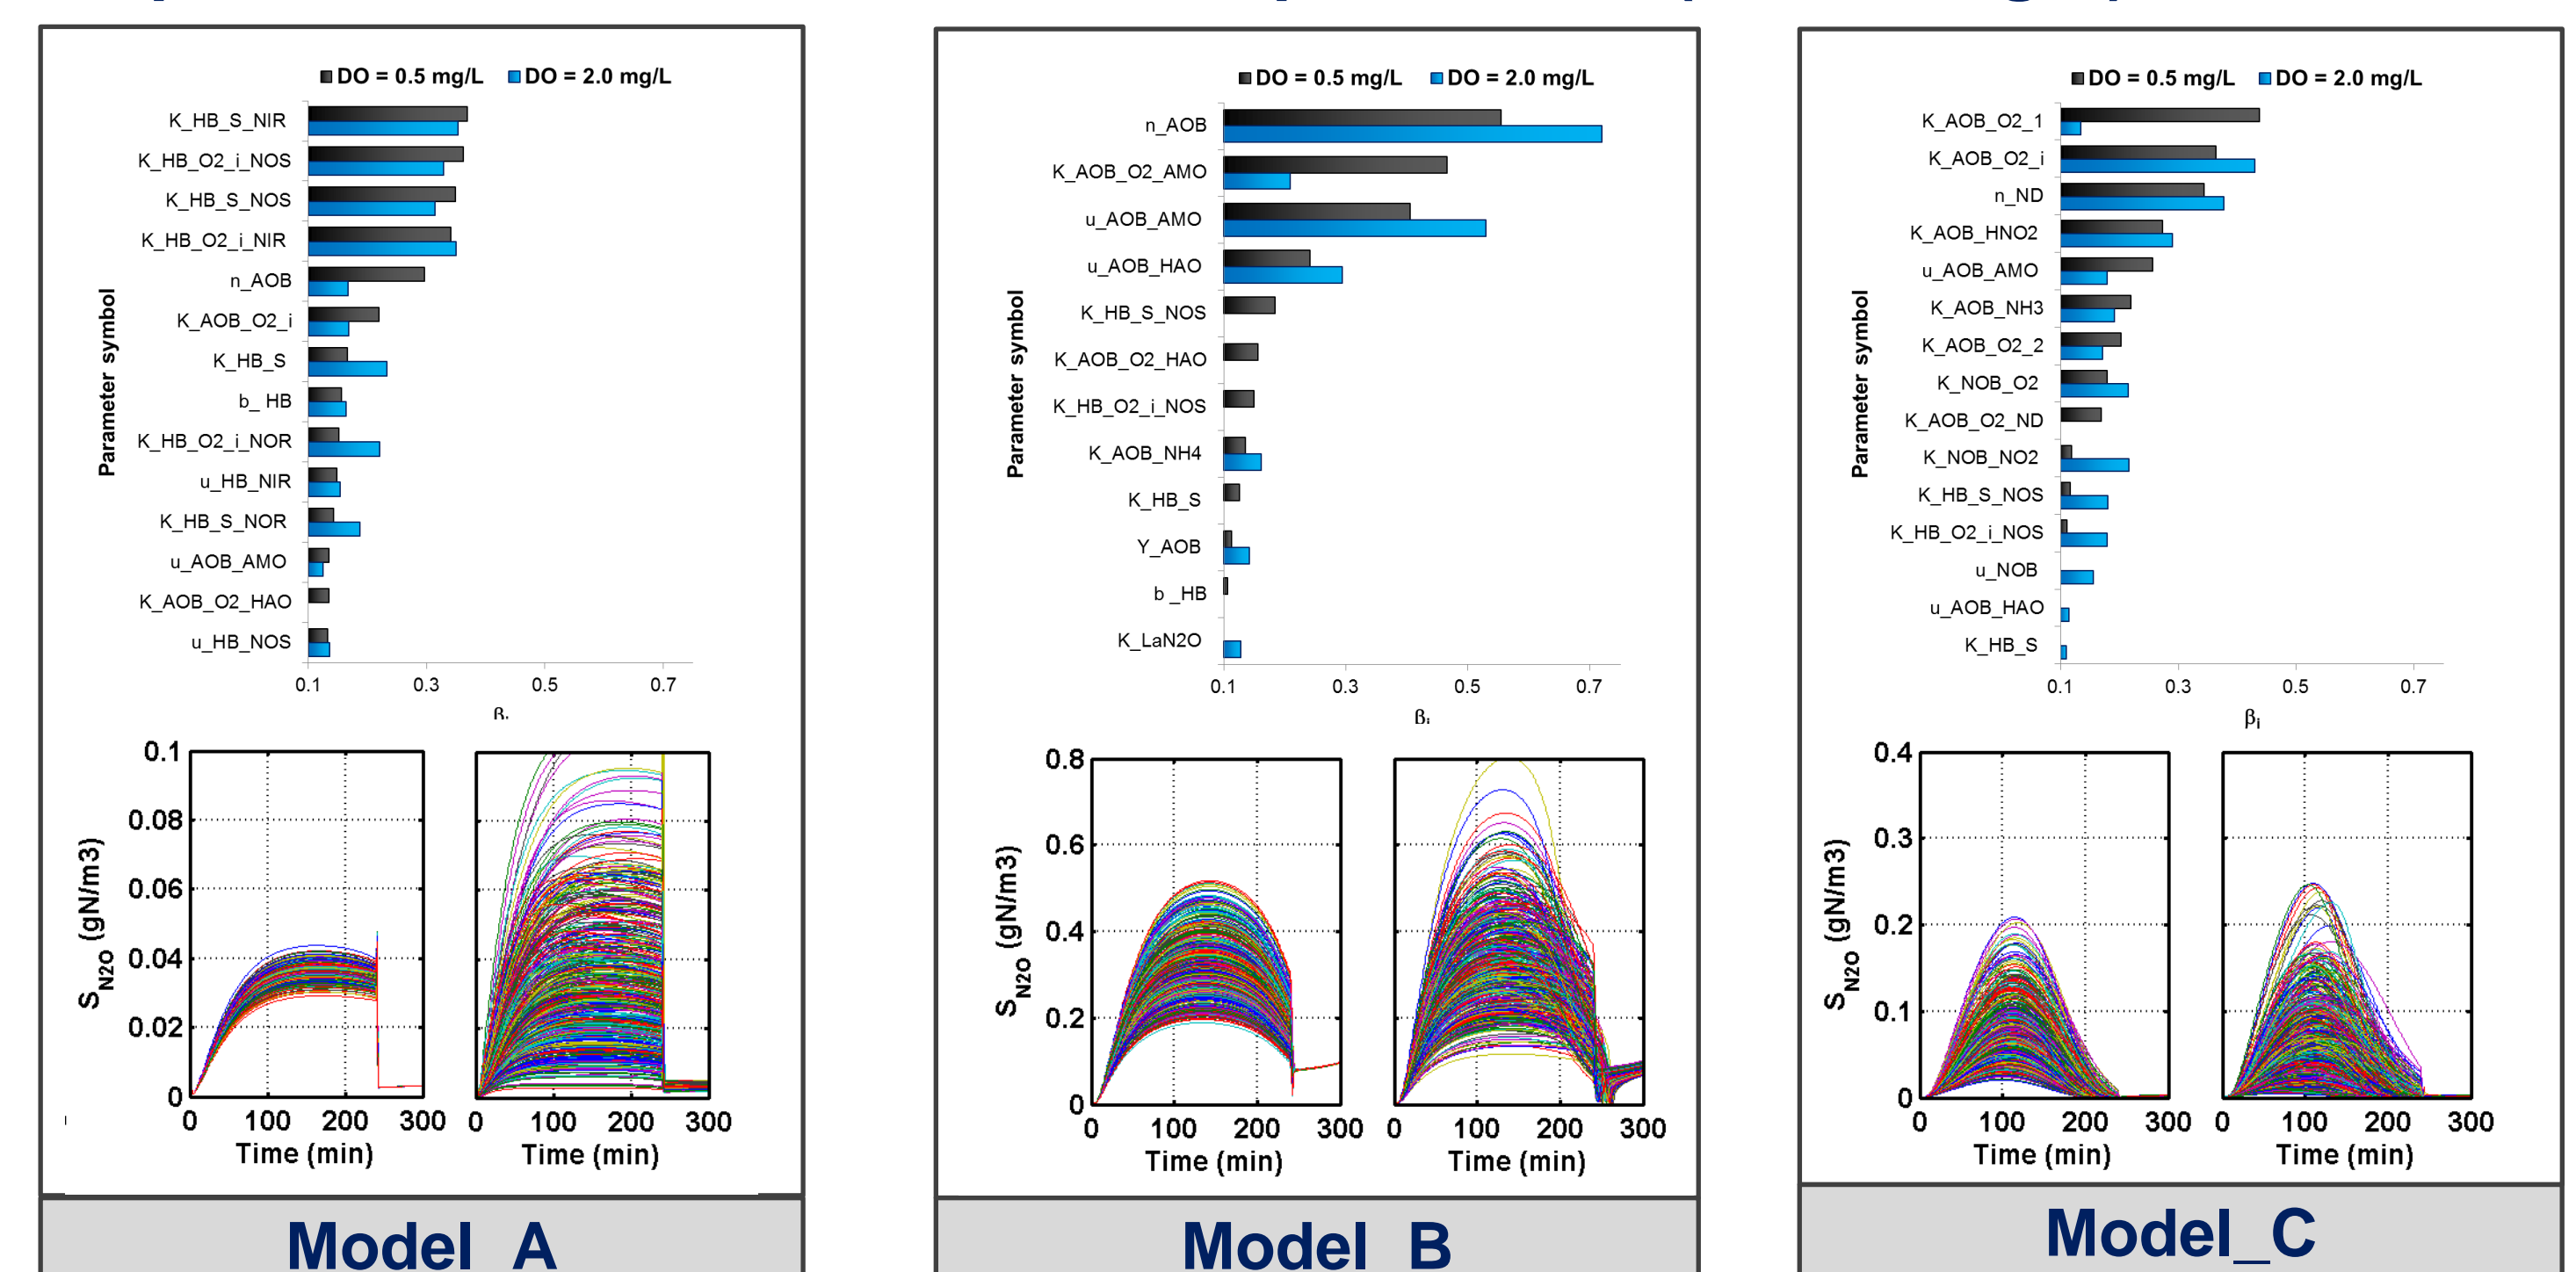 DO = 0.5 mg/L DO = 2.0 mg/L
K_HB_S_NIR
K_HB_O2_i_NOS
K_HB_S_NOS
K_HB_O2_i_NIR
n_AOB
K_AOB_O2_i
K_HB_S
b_ HB
K_HB_O2_i_NOR
u_HB_NIR
K_HB_S_NOR
u_AOB_AMO
K_AOB_O2_HAO
u_HB_NOS
Parameter symbol
0.1 0.3 0.5 0.7
0.1
0.08
0.06
0.04
0.02
0
S_N2O (gN/m3)
0 100 200 300 0 100 200 300
Time (min) Time (min)
Model_A
DO = 0.5 mg/L DO = 2.0 mg/L
n_AOB
K_AOB_O2_AMO
u_AOB_AMO
u_AOB_HAO
K_HB_S_NOS
K_AOB_O2_HAO
K_HB_O2_i_NOS
K_AOB_NH4
K_HB_S
Y_AOB
b _HB
K_LaN2O
Parameter symbol
0.1 0.3 0.5 0.7
βi
0.8
0.6
0.4
0.2
0
S_N2O (gN/m3)
0 100 200 300 0 100 200 300
Time (min) Time (min)
Model_B
DO = 0.5 mg/L DO = 2.0 mg/L
K_AOB_O2_1
K_AOB_O2_i
n_ND
K_AOB_HNO2
u_AOB_AMO
K_AOB_NH3
K_AOB_O2_2
K_NOB_O2
K_AOB_O2_ND
K_NOB_NO2
K_HB_S_NOS
K_HB_O2_i_NOS
u_NOB
u_AOB_HAO
K_HB_S
Parameter symbol
0.1 0.3 0.5 0.7
βi
0.4
0.3
0.2
0.1
0
S_N2O (gN/m3)
0 100 200 300 0 100 200 300
Time (min) Time (min)
Model_C